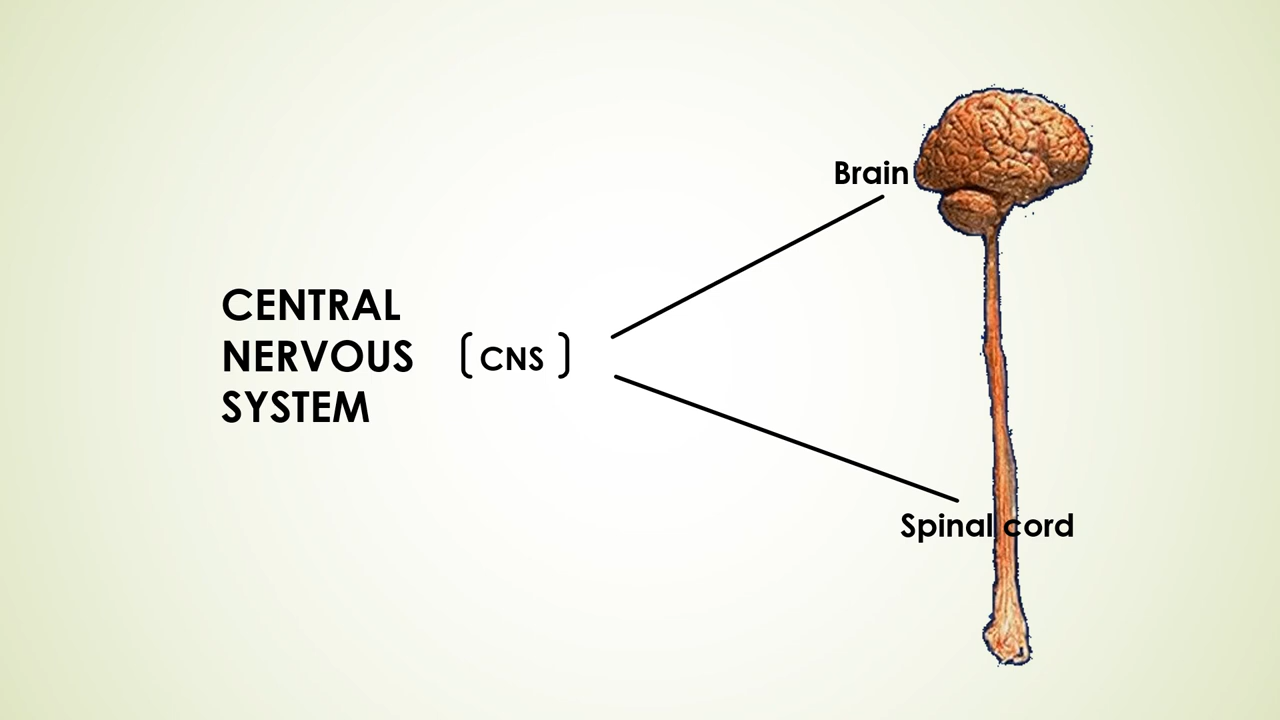 CENTRAL
NERVOUS
SYSTEM
(CNS)
Brain
Spinal cord